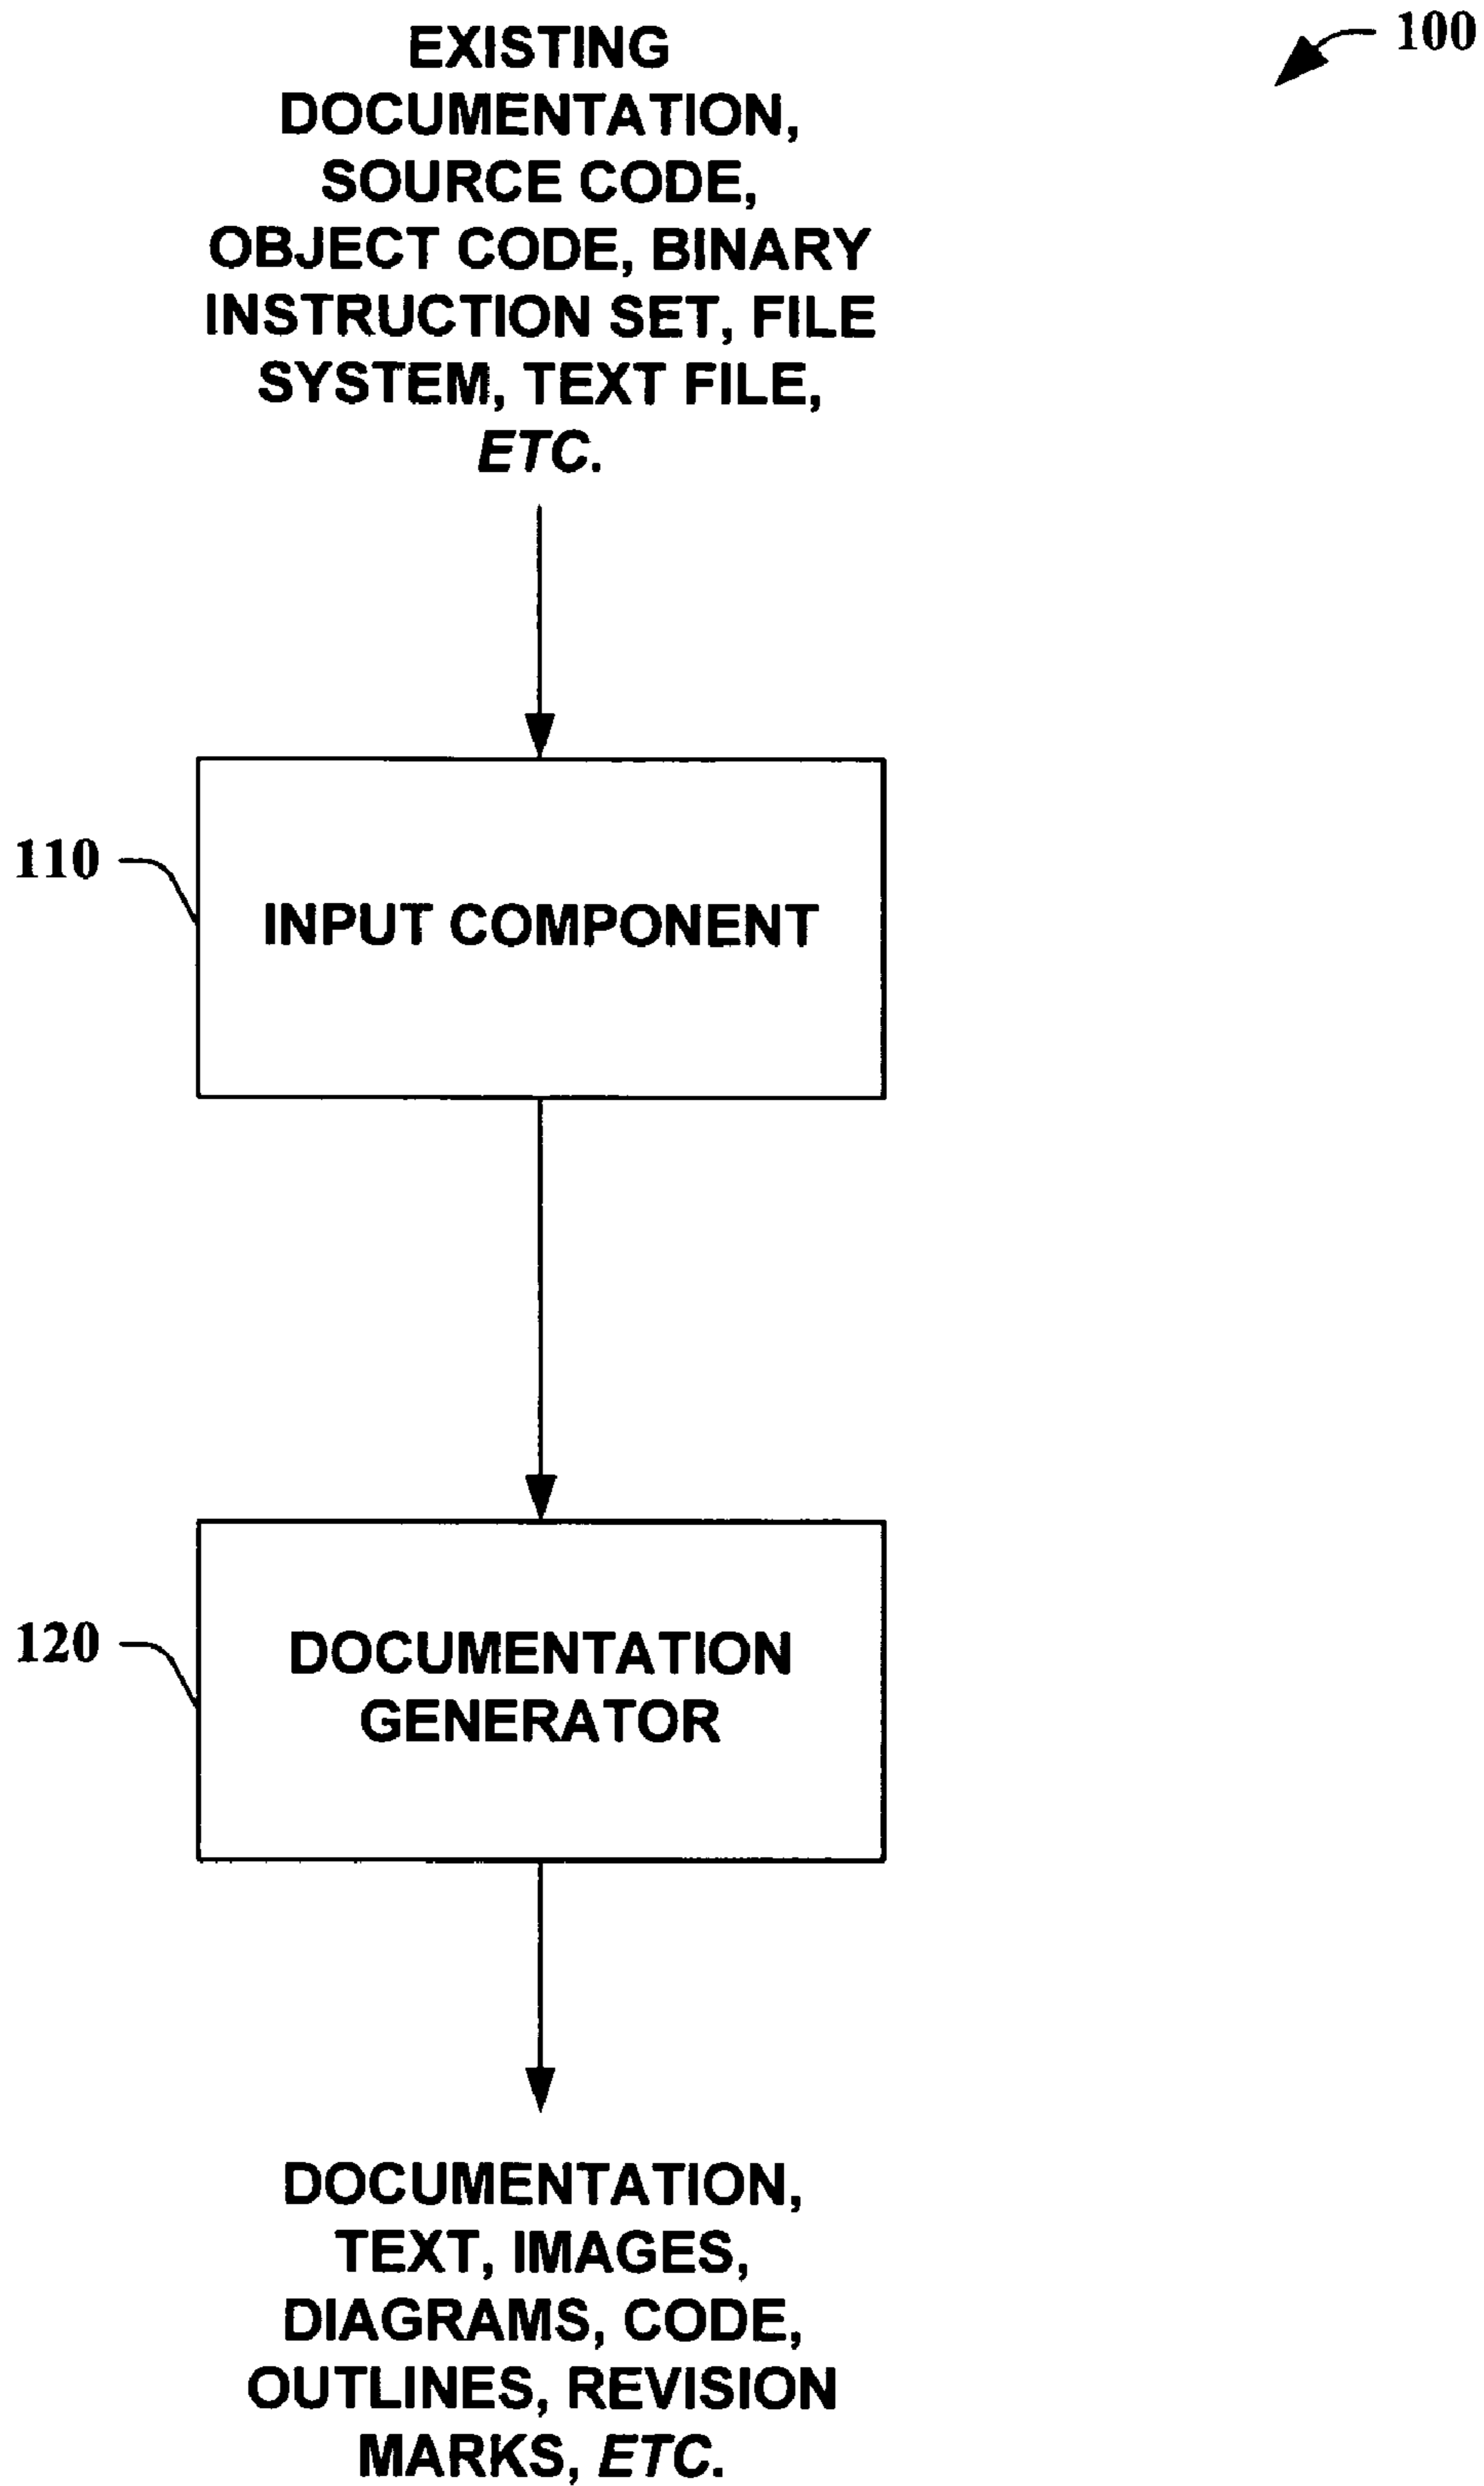 100
EXISTING
DOCUMENTATION,
SOURCE CODE,
OBJECT CODE, BINARY
INSTRUCTION SET, FILE
SYSTEM, TEXT FILE,
ETC.
110
INPUT COMPONENT
120
DOCUMENTATION
GENERATOR
DOCUMENTATION,
TEXT, IMAGES,
DIAGRAMS, CODE,
OUTLINES, REVISION
MARKS, ETC.